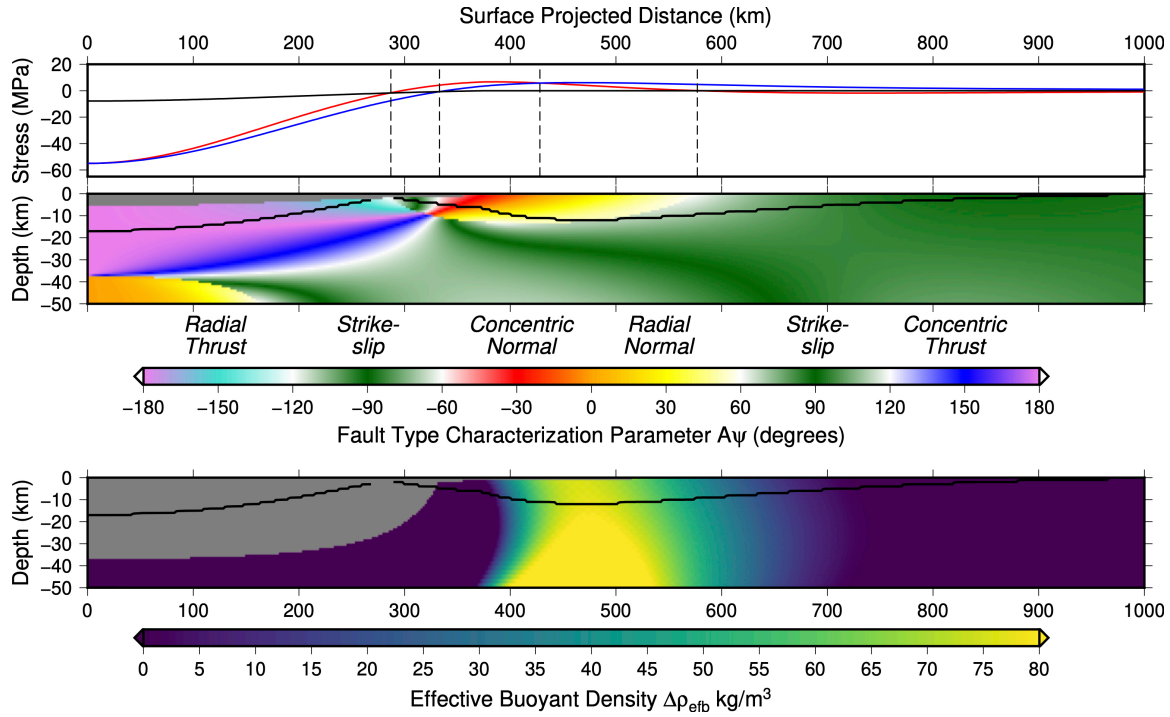 Surface Projected Distance (km)
0 100 200 300 400 500 600 700 800 900 1000
Stress (MPa)
20
0
−20
−40
−60
Depth (km)
0
−10
−20
−30
−40
−50
Radial Thrust
Strike-slip
Concentric Normal
Radial Normal
Strike-slip
Concentric Thrust
−180 −150 −120 −90 −60 −30 0 30 60 90 120 150 180
Fault Type Characterization Parameter Aψ (degrees)
Depth (km)
0
−10
−20
−30
−40
−50
0 100 200 300 400 500 600 700 800 900 1000
0 5 10 15 20 25 30 35 40 45 50 55 60 65 70 75 80
Effective Buoyant Density Δρefb kg/m³